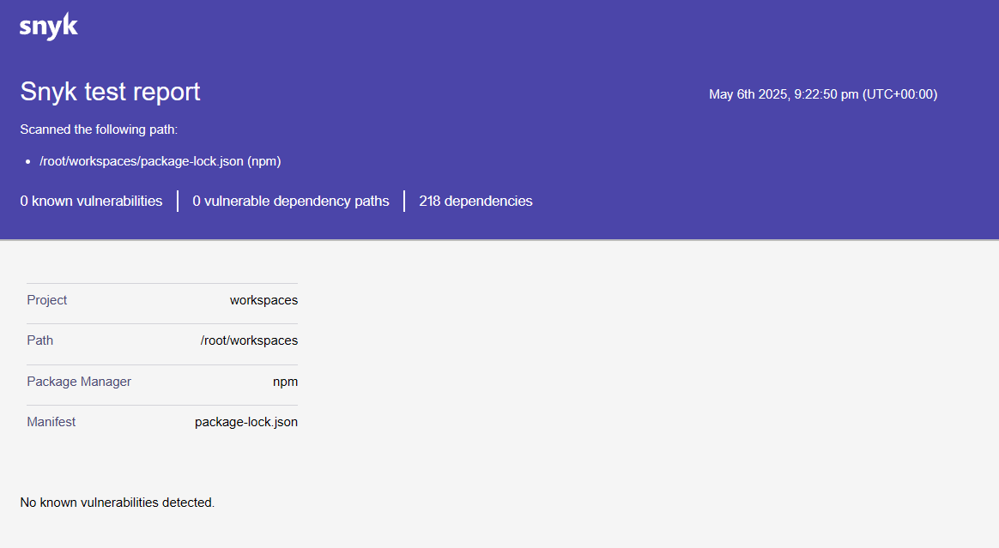 snyk
Snyk test report
May 6th 2025, 9:22:50 pm (UTC+00:00)
Scanned the following path:
• /root/workspaces/package-lock.json (npm)
0 known vulnerabilities
0 vulnerable dependency paths
218 dependencies
Project workspaces
Path /root/workspaces
Package Manager npm
Manifest package-lock.json
No known vulnerabilities detected.